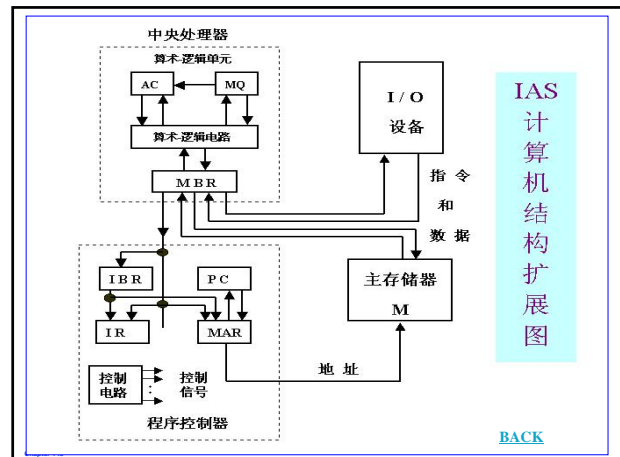 中央处理器
算术-逻辑单元
AC
MQ
算术-逻辑电路
MBR
I/O
设备
指 令
和
数 据
IBR
PC
IR
MAR
主存储器
M
控制
电路
控制
信号
地 址
程序控制器
IAS
计
算
机
结
构
扩
展
图
BACK